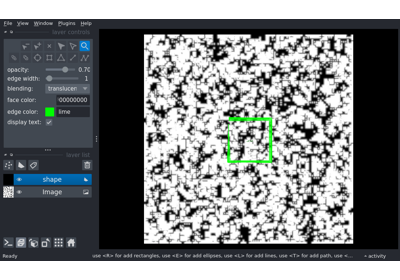 File View Window Plugins Help
layer controls
opacity: 0.70
edge width: 1
blending: translucen
face color: 00000000
edge color: lime
display text:
layer list
shape
Image
Ready use <R> for add rectangles, use <E> for add ellipses, use <L> for add lines, use <T> for add path, use <... activity